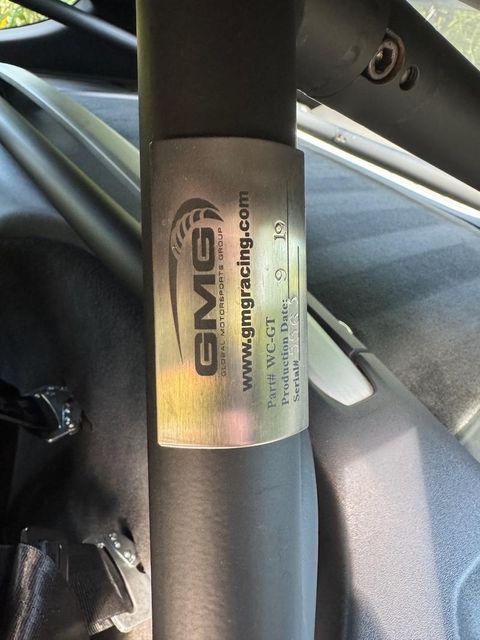 GMG
GLOBAL MOTORSPORTS GROUP
www.gmgracing.com
Part# WC-GT
Production Date: 9 19
Serial#